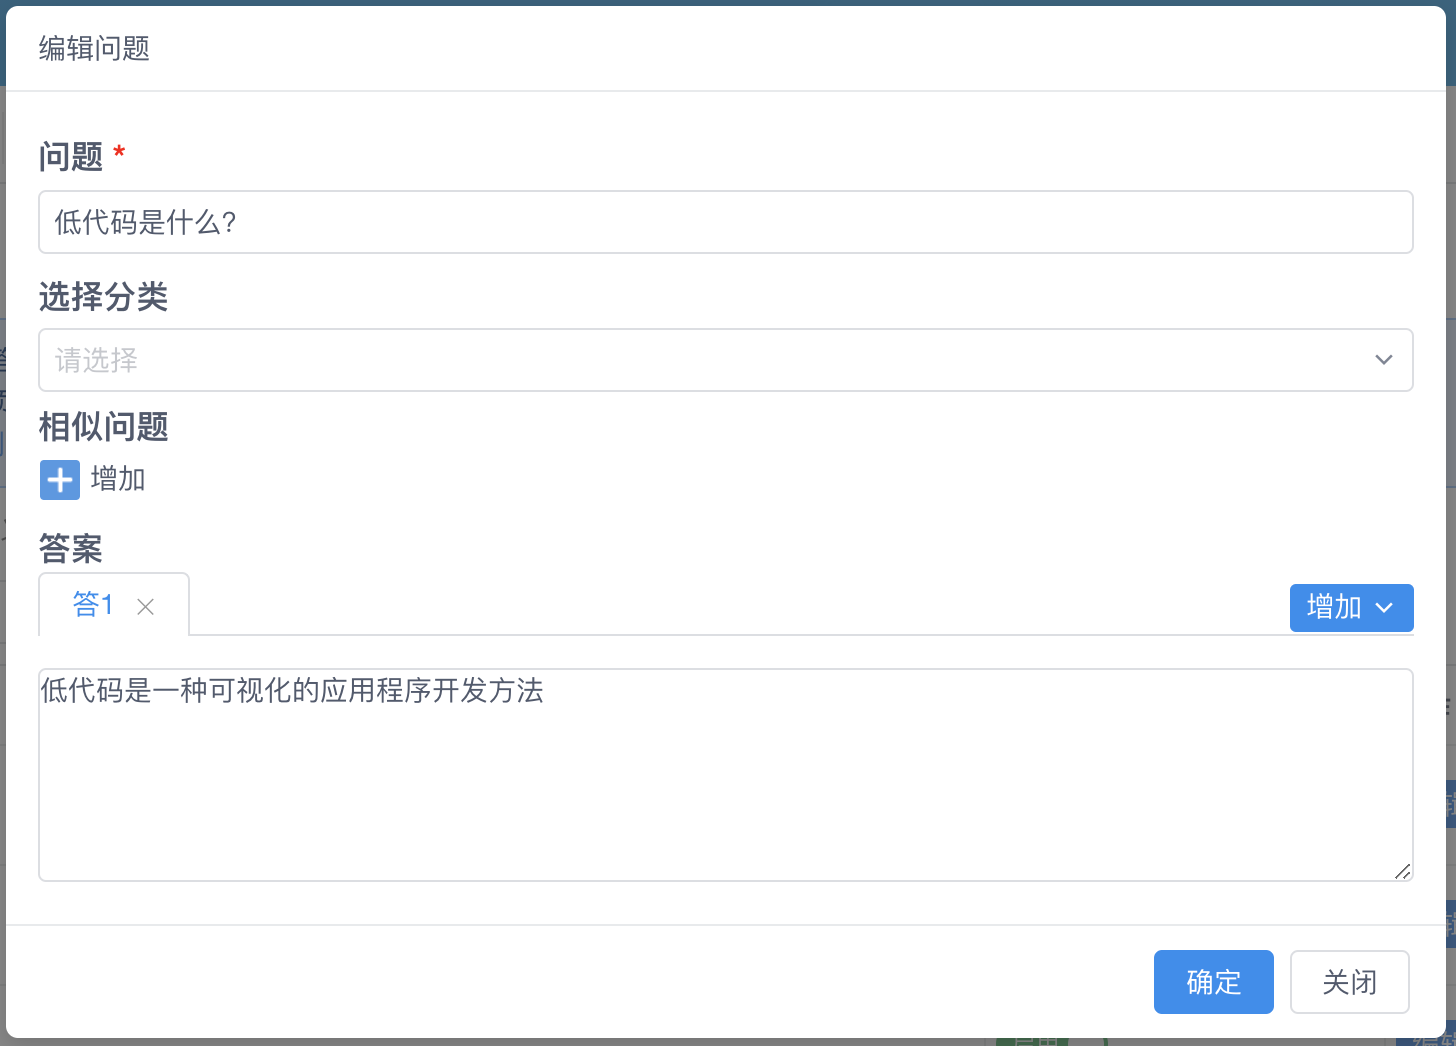 编辑问题
问题 *
低代码是什么?
选择分类
请选择
相似问题
增加
答案
答1
增加
低代码是一种可视化的应用程序开发方法
确定
关闭